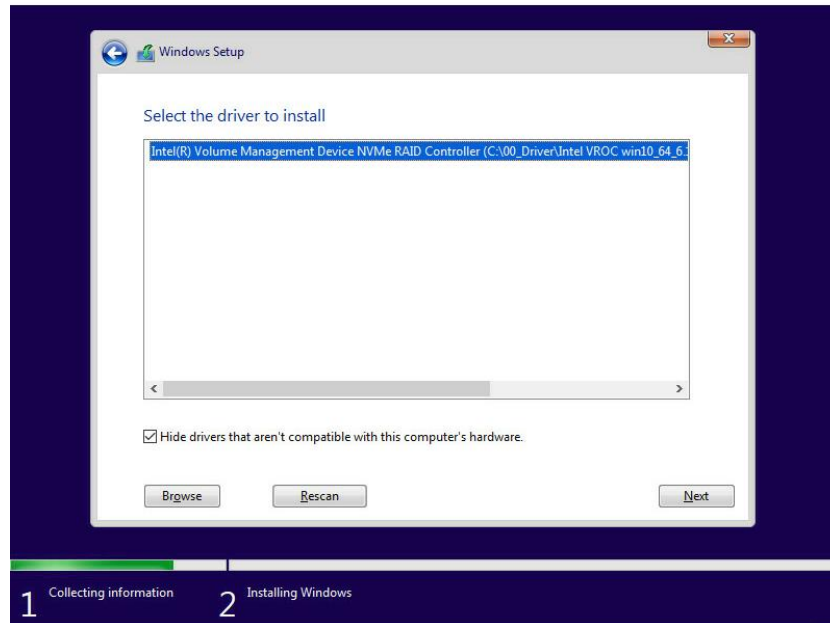 Windows Setup
Select the driver to install
Intel(R) Volume Management Device NVMe RAID Controller (C:\00_Driver\Intel VROC win10_64_6.
Hide drivers that aren't compatible with this computer's hardware.
Browse Rescan Next
1 Collecting information 2 Installing Windows